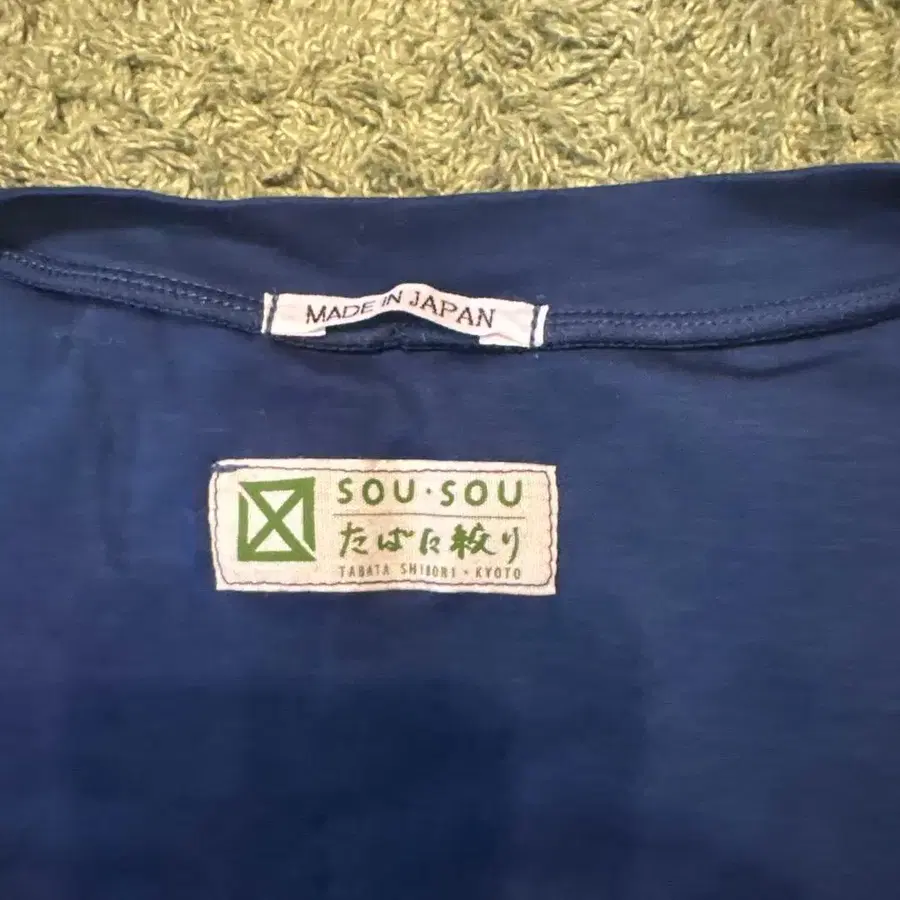 MADE IN JAPAN
SOU・SOU
たばた絞り
TABATA SHIBORI・KYOTO